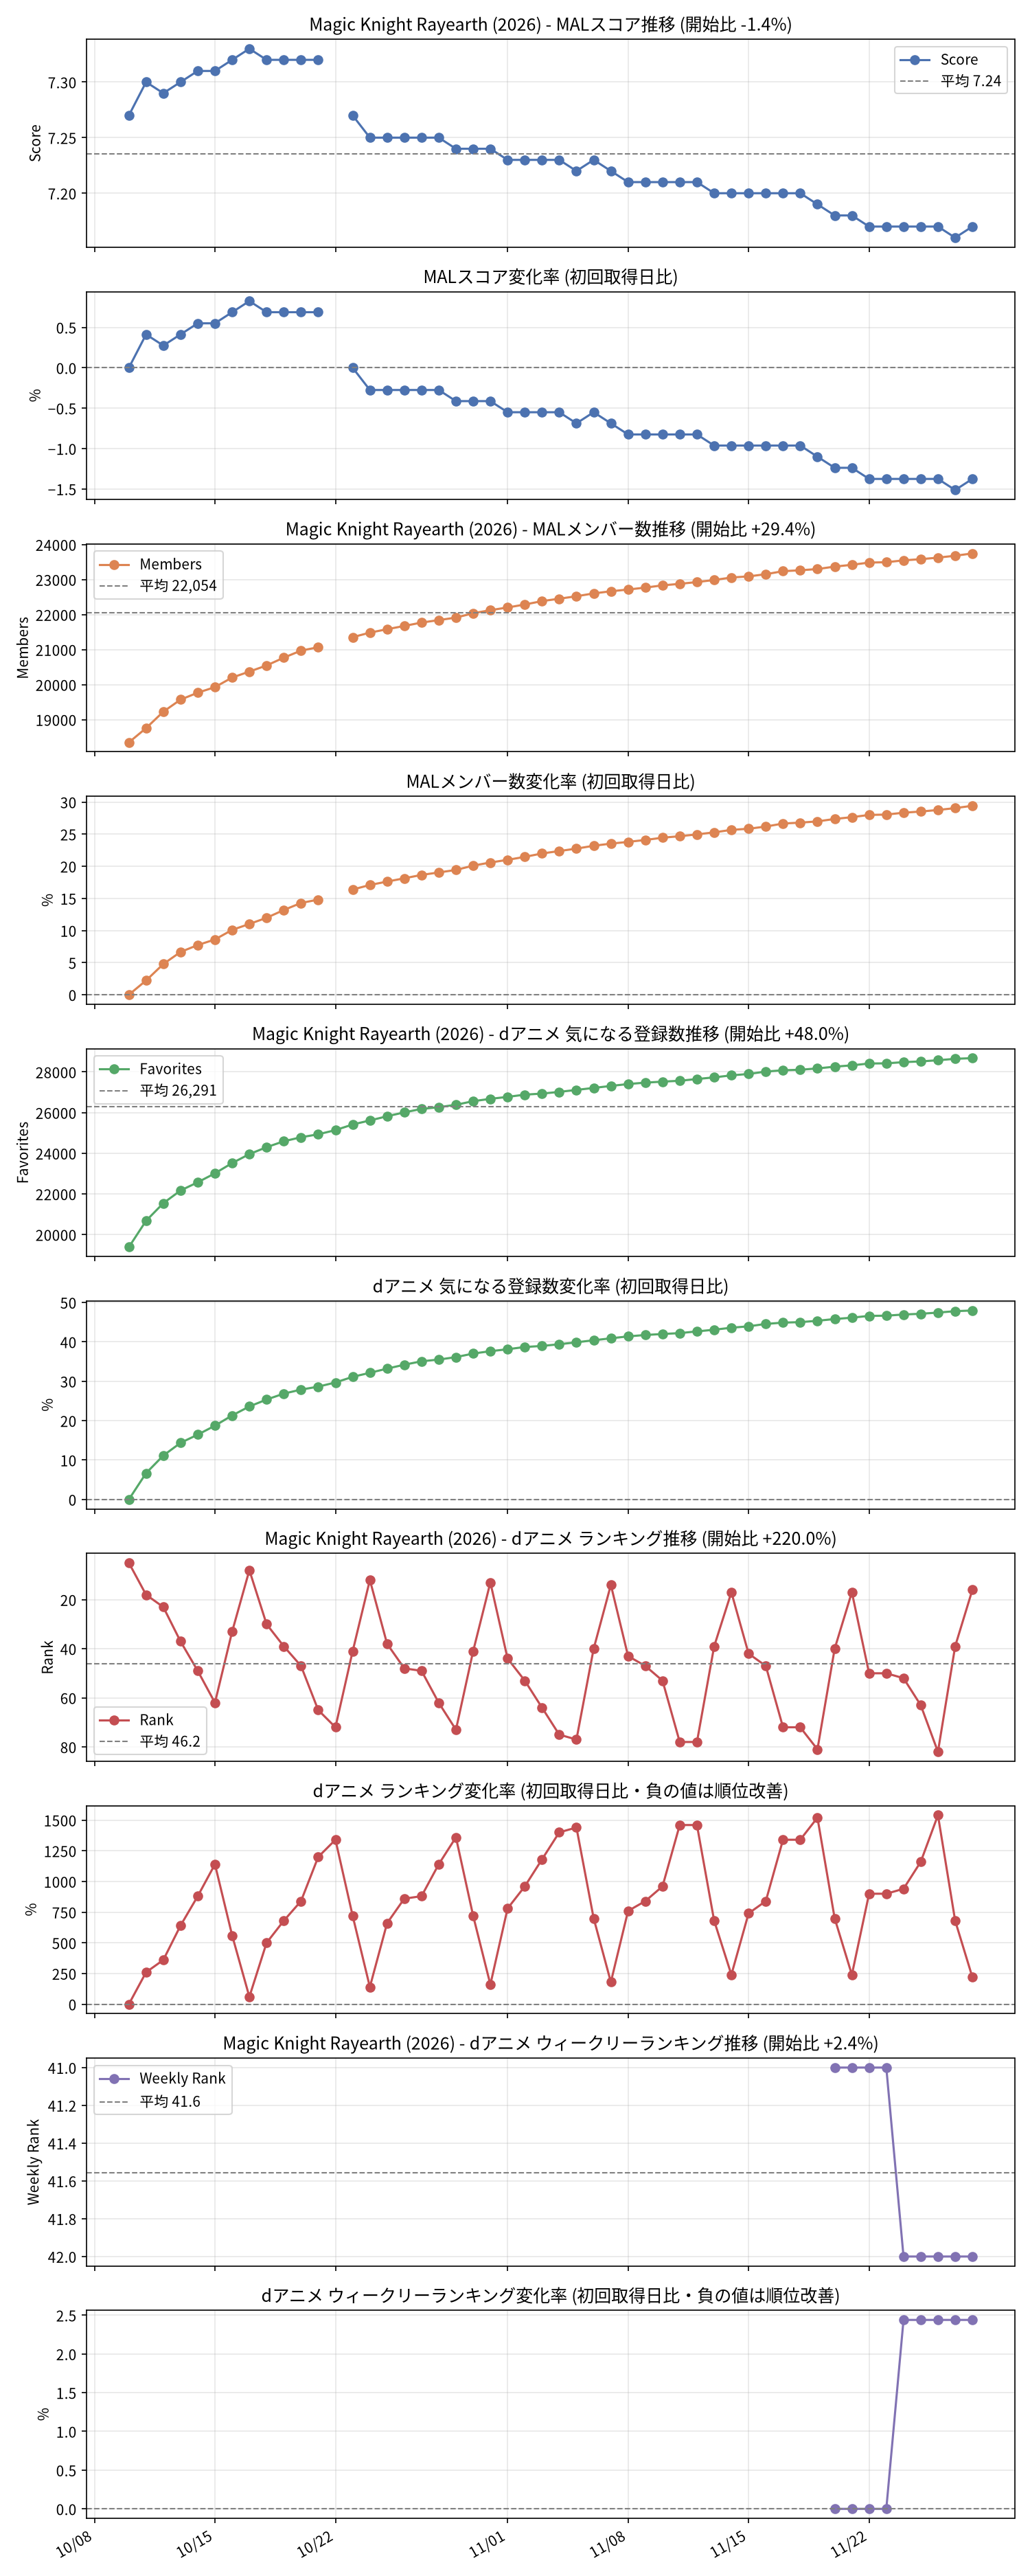 Magic Knight Rayearth (2026) - MALスコア推移 (開始比 -1.4%)
Score
7.30
7.25
7.20
Score
平均 7.24
MALスコア変化率 (初回取得日比)
%
0.5
0.0
−0.5
−1.0
−1.5
Magic Knight Rayearth (2026) - MALメンバー数推移 (開始比 +29.4%)
Members
24000
23000
22000
21000
20000
19000
Members
平均 22,054
MALメンバー数変化率 (初回取得日比)
%
30
25
20
15
10
5
0
Magic Knight Rayearth (2026) - dアニメ 気になる登録数推移 (開始比 +48.0%)
Favorites
28000
26000
24000
22000
20000
Favorites
平均 26,291
dアニメ 気になる登録数変化率 (初回取得日比)
%
50
40
30
20
10
0
Magic Knight Rayearth (2026) - dアニメ ランキング推移 (開始比 +220.0%)
Rank
20
40
60
80
Rank
平均 46.2
dアニメ ランキング変化率 (初回取得日比・負の値は順位改善)
%
1500
1250
1000
750
500
250
0
Magic Knight Rayearth (2026) - dアニメ ウィークリーランキング推移 (開始比 +2.4%)
Weekly Rank
41.0
41.2
41.4
41.6
41.8
42.0
Weekly Rank
平均 41.6
dアニメ ウィークリーランキング変化率 (初回取得日比・負の値は順位改善)
%
2.5
2.0
1.5
1.0
0.5
0.0
10/08
10/15
10/22
11/01
11/08
11/15
11/22